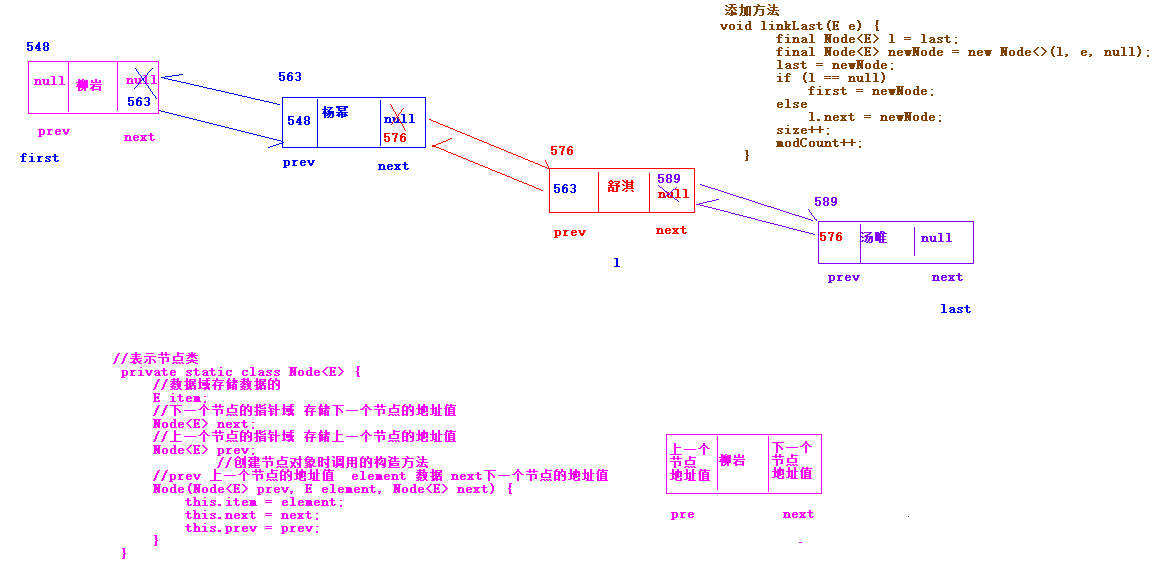 添加方法
void linkLast(E e) {
final Node<E> l = last;
final Node<E> newNode = new Node<>(l, e, null);
last = newNode;
if (l == null)
first = newNode;
else
l.next = newNode;
size++;
modCount++;
}
548
null 柳岩 null
563
prev next
first
563
548 杨幂 null
576
prev next
576
563 舒淇 589
null
prev next
l
589
576 汤唯 null
prev next
last
//表示节点类
private static class Node<E> {
//数据域存储数据的
E item;
//下一个节点的指针域 存储下一个节点的地址值
Node<E> next;
//上一个节点的指针域 存储上一个节点的地址值
Node<E> prev;
//创建节点对象时调用的构造方法
//prev 上一个节点的地址值 element 数据 next下一个节点的地址值
Node(Node<E> prev, E element, Node<E> next) {
this.item = element;
this.next = next;
this.prev = prev;
}
}
上一个
节点
地址值
柳岩
下一个
节点
地址值
pre next